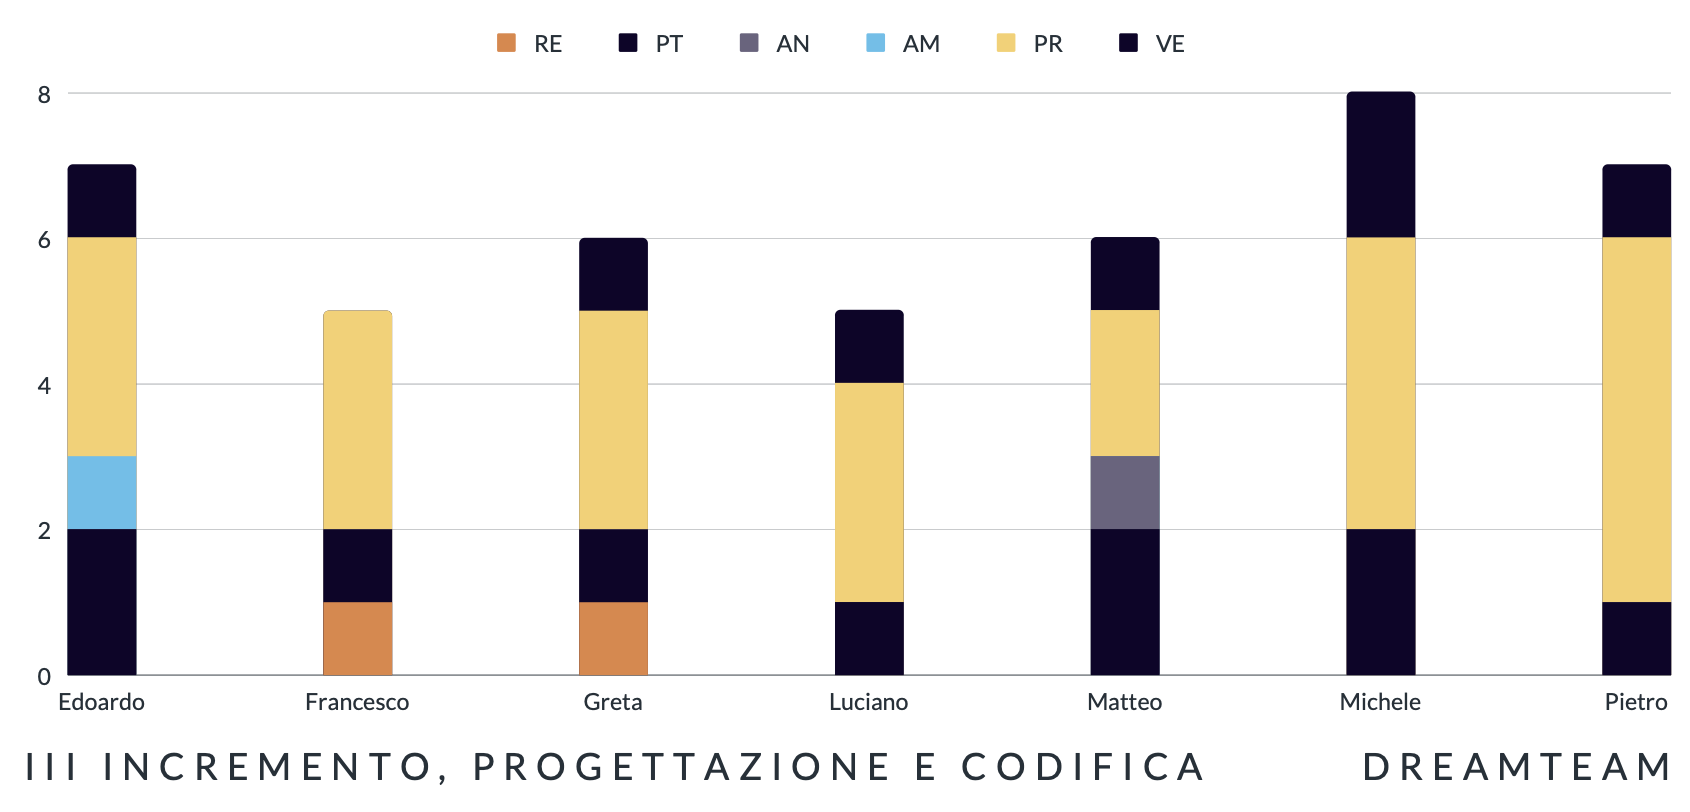 RE PT AN AM PR VE
8
6
4
2
0
Edoardo Francesco Greta Luciano Matteo Michele Pietro
III INCREMENTO, PROGETTAZIONE E CODIFICA DREAMTEAM